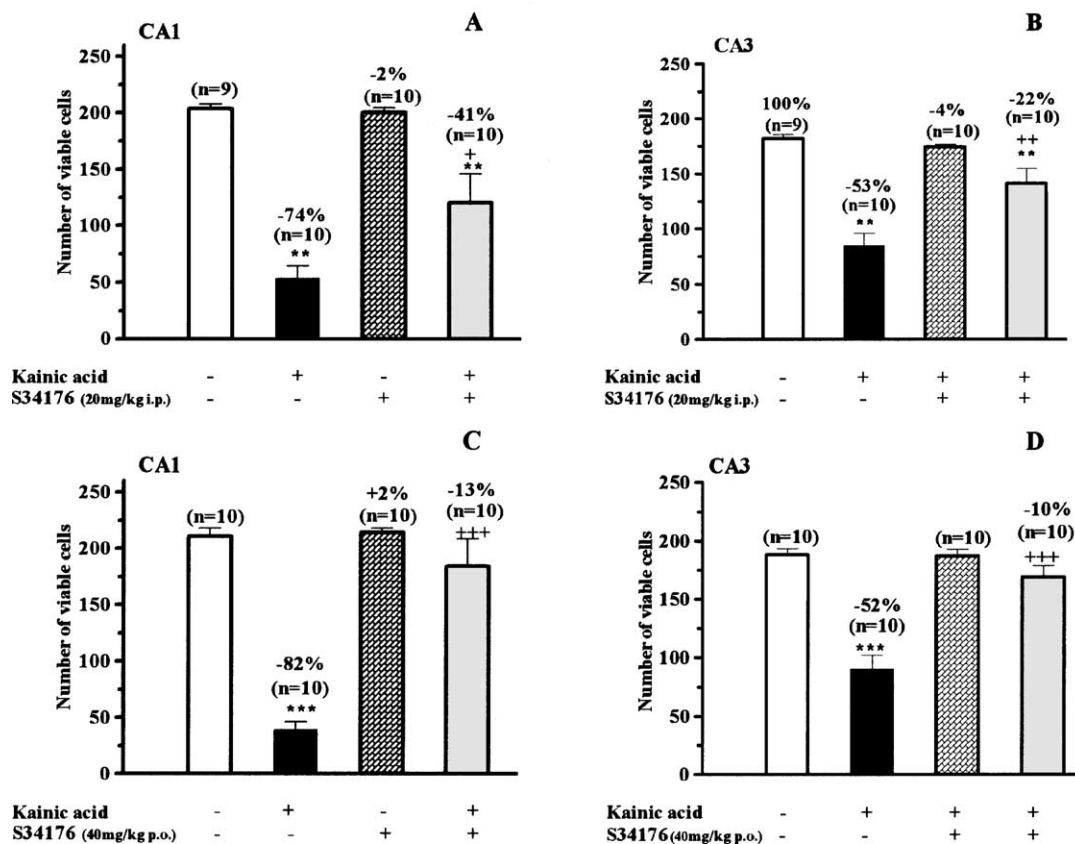 A
CA1
250
200
150
100
50
0
Number of viable cells
(n=9)
-74%
(n=10)
**
-2%
(n=10)
-41%
(n=10)
+
**
Kainic acid - + - +
S34176 (20mg/kg i.p.) - - + +
B
CA3
250
200
150
100
50
0
Number of viable cells
100%
(n=9)
-53%
(n=10)
**
-4%
(n=10)
-22%
(n=10)
++
**
Kainic acid - + + +
S34176 (20mg/kg i.p.) - - + +
C
CA1
250
200
150
100
50
0
Number of viable cells
(n=10)
-82%
(n=10)
***
+2%
(n=10)
-13%
(n=10)
+++
Kainic acid - + - +
S34176 (40mg/kg p.o.) - - + +
D
CA3
250
200
150
100
50
0
Number of viable cells
(n=10)
-52%
(n=10)
***
(n=10)
-10%
(n=10)
+++
Kainic acid - + + +
S34176 (40mg/kg p.o.) - - + +